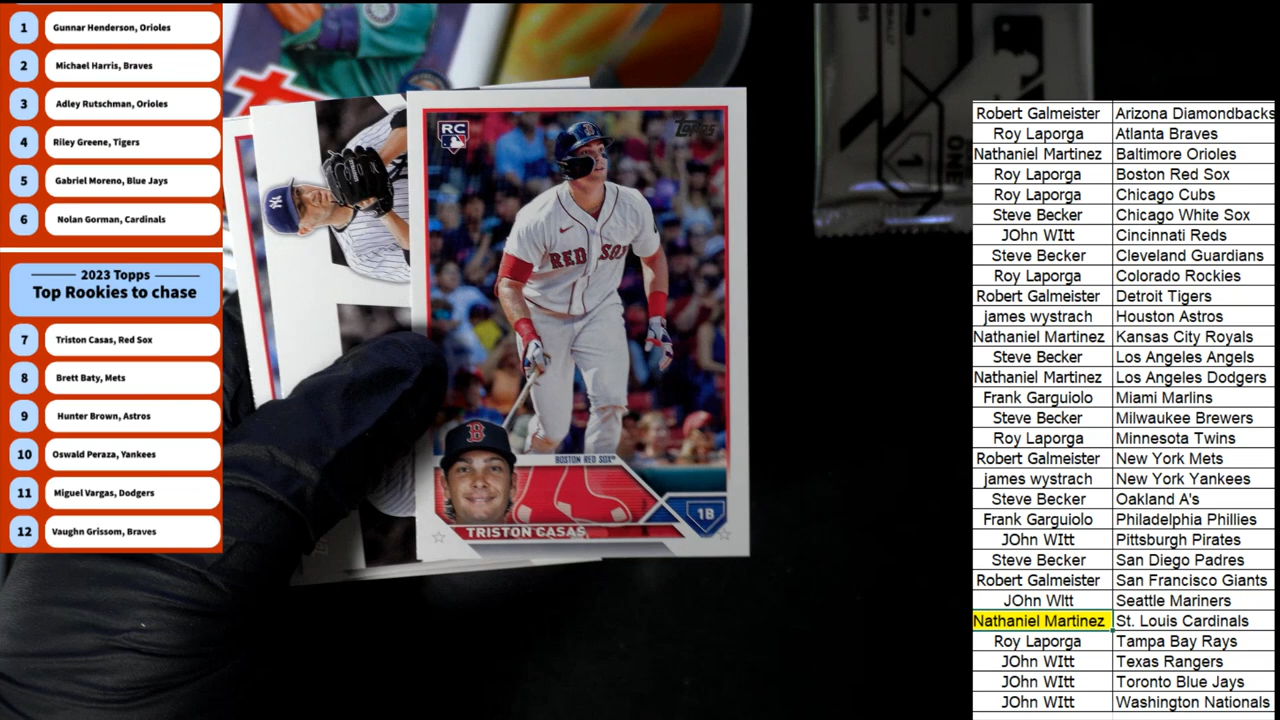 1 Gunnar Henderson, Orioles
2 Michael Harris, Braves
3 Adley Rutschman, Orioles
4 Riley Greene, Tigers
5 Gabriel Moreno, Blue Jays
6 Nolan Gorman, Cardinals
2023 Topps
Top Rookies to chase
7 Triston Casas, Red Sox
8 Brett Baty, Mets
9 Hunter Brown, Astros
10 Oswald Peraza, Yankees
11 Miguel Vargas, Dodgers
12 Vaughn Grissom, Braves
RC
Topps
RED SOX
B
BOSTON RED SOX
1B
TRISTON CASAS
ONE
1
Robert Galmeister Arizona Diamondbacks
Roy Laporga Atlanta Braves
Nathaniel Martinez Baltimore Orioles
Roy Laporga Boston Red Sox
Roy Laporga Chicago Cubs
Steve Becker Chicago White Sox
JOhn WItt Cincinnati Reds
Steve Becker Cleveland Guardians
Roy Laporga Colorado Rockies
Robert Galmeister Detroit Tigers
james wystrach Houston Astros
Nathaniel Martinez Kansas City Royals
Steve Becker Los Angeles Angels
Nathaniel Martinez Los Angeles Dodgers
Frank Garguiolo Miami Marlins
Steve Becker Milwaukee Brewers
Roy Laporga Minnesota Twins
Robert Galmeister New York Mets
james wystrach New York Yankees
Steve Becker Oakland A's
Frank Garguiolo Philadelphia Phillies
JOhn WItt Pittsburgh Pirates
Steve Becker San Diego Padres
Robert Galmeister San Francisco Giants
JOhn WItt Seattle Mariners
Nathaniel Martinez St. Louis Cardinals
Roy Laporga Tampa Bay Rays
JOhn WItt Texas Rangers
JOhn WItt Toronto Blue Jays
JOhn WItt Washington Nationals